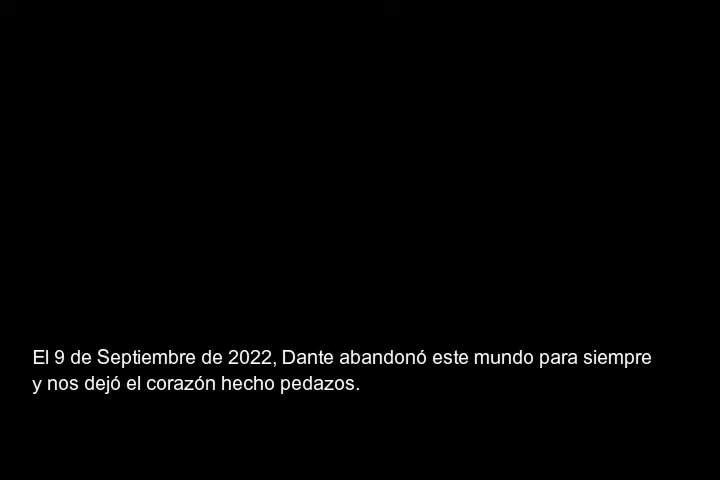 El 9 de Septiembre de 2022, Dante abandonó este mundo para siempre
y nos dejó el corazón hecho pedazos.